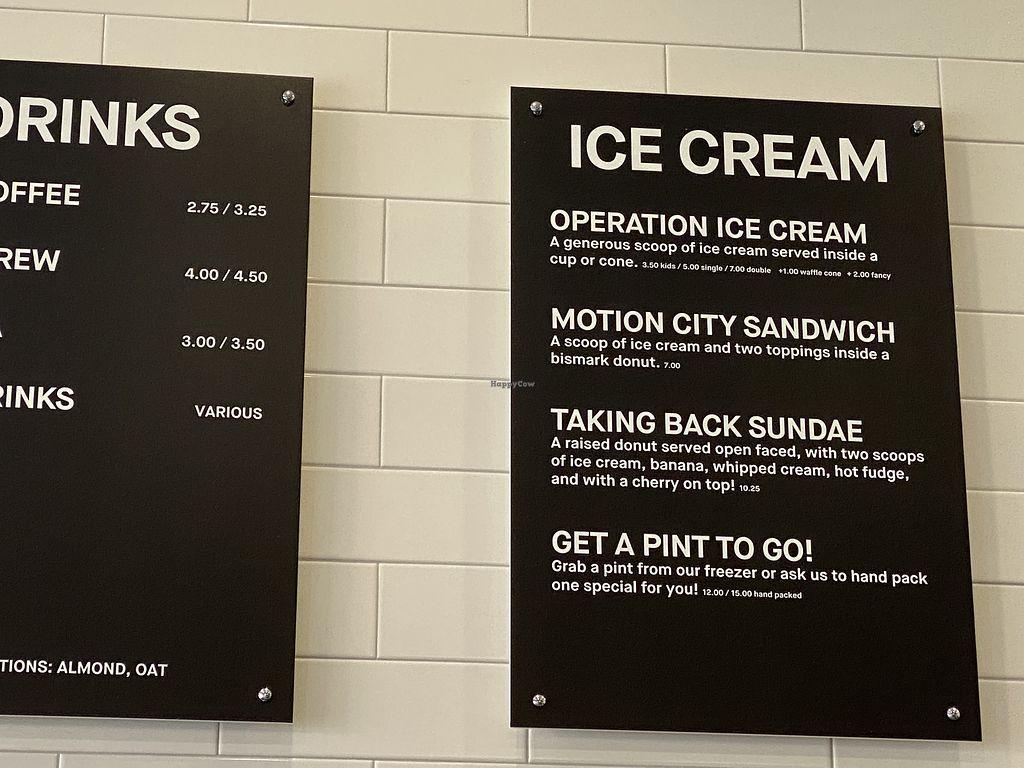 DRINKS
OFFEE
2.75 / 3.25
REW
4.00 / 4.50
A
3.00 / 3.50
RINKS
VARIOUS
TIONS: ALMOND, OAT
ICE CREAM
OPERATION ICE CREAM
A generous scoop of ice cream served inside a
cup or cone. 3.50 kids / 5.00 single / 7.00 double +1.00 waffle cone + 2.00 fancy
MOTION CITY SANDWICH
A scoop of ice cream and two toppings inside a
bismark donut. 7.00
TAKING BACK SUNDAE
A raised donut served open faced, with two scoops
of ice cream, banana, whipped cream, hot fudge,
and with a cherry on top! 10.25
GET A PINT TO GO!
Grab a pint from our freezer or ask us to hand pack
one special for you! 12.00 / 15.00 hand packed
HappyCow